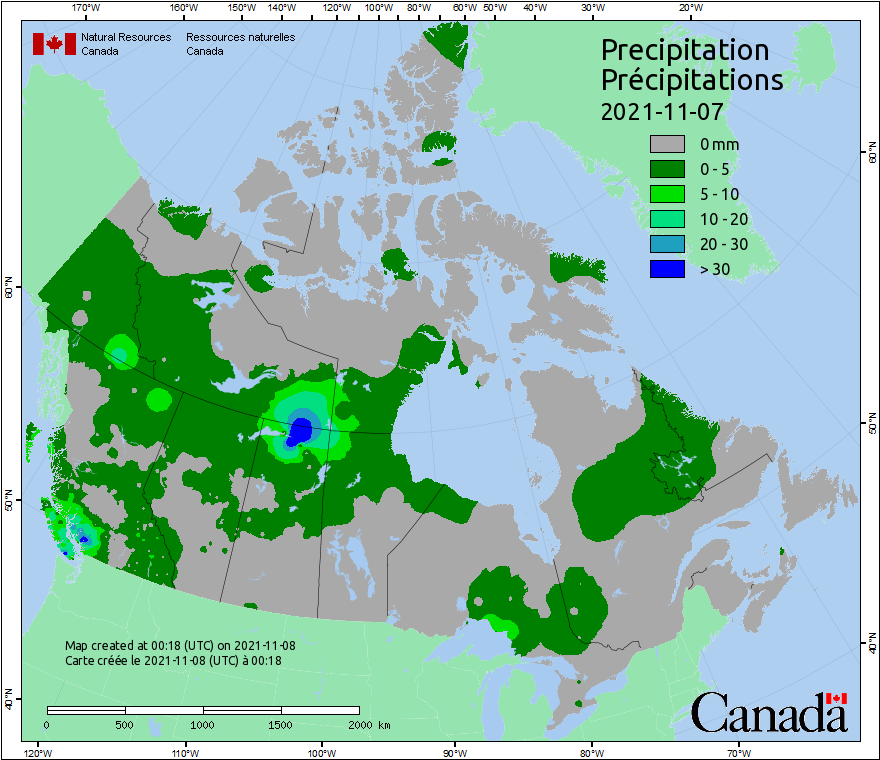 170°W 160°W 150°W 140°W 120°W 100°W 80°W 60°W 50°W 40°W 30°W 20°W
Natural Resources Ressources naturelles
Canada Canada
Precipitation
Précipitations
2021-11-07
0 mm
0 - 5
5 - 10
10 - 20
20 - 30
> 30
60°N
60°N
50°N
50°N
40°N
40°N
Map created at 00:18 (UTC) on 2021-11-08
Carte créée le 2021-11-08 (UTC) à 00:18
0 500 1000 1500 2000 km
Canada
120°W 110°W 100°W 90°W 80°W 70°W